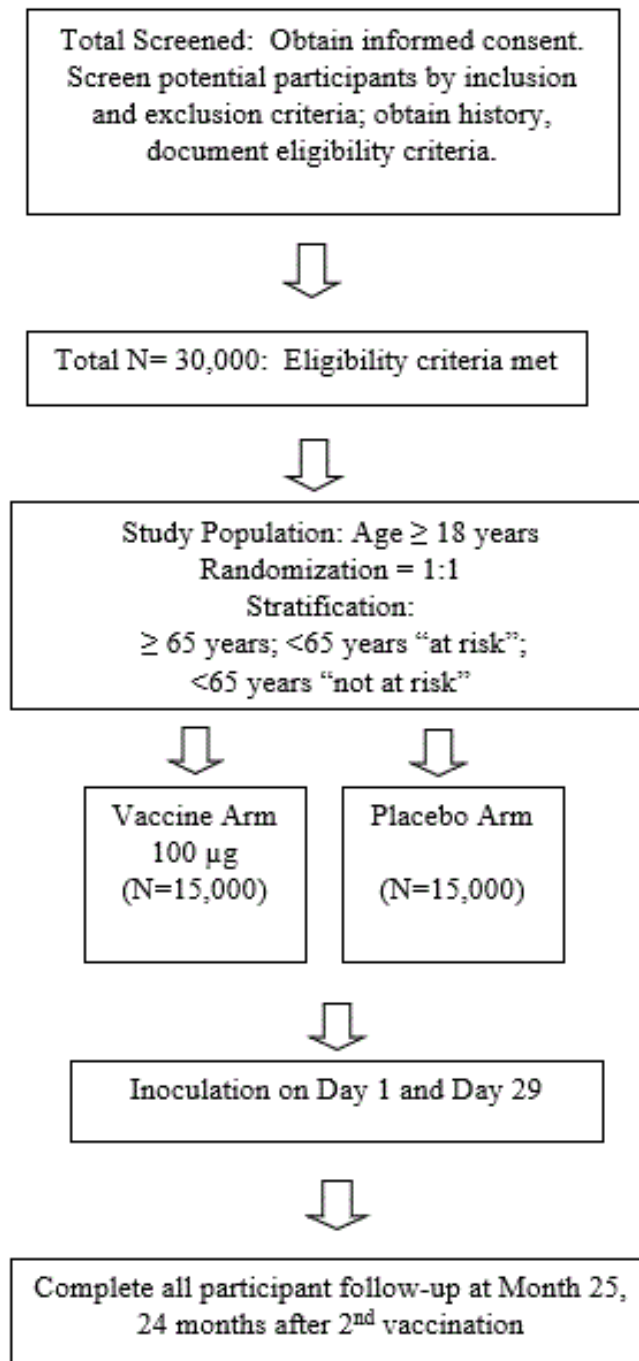 Total Screened:  Obtain informed consent.
Screen potential participants by inclusion
and exclusion criteria; obtain history,
document eligibility criteria.
Total N= 30,000:  Eligibility criteria met
Study Population: Age ≥ 18 years
Randomization = 1:1
Stratification:
≥ 65 years; <65 years “at risk”;
<65 years “not at risk”
Vaccine Arm
100 µg
(N=15,000)
Placebo Arm
(N=15,000)
Inoculation on Day 1 and Day 29
Complete all participant follow-up at Month 25,
24 months after 2nd vaccination